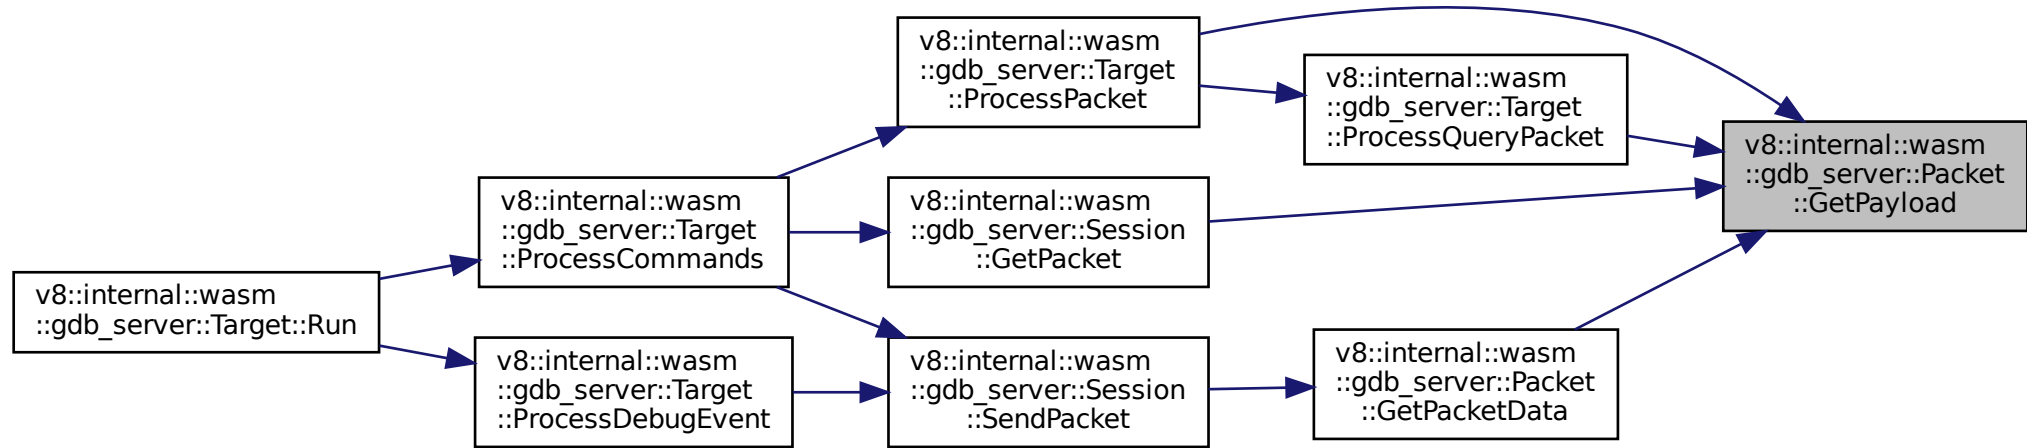 v8::internal::wasm
::gdb_server::Target::Run
v8::internal::wasm
::gdb_server::Target
::ProcessCommands
v8::internal::wasm
::gdb_server::Target
::ProcessDebugEvent
v8::internal::wasm
::gdb_server::Target
::ProcessPacket
v8::internal::wasm
::gdb_server::Session
::GetPacket
v8::internal::wasm
::gdb_server::Session
::SendPacket
v8::internal::wasm
::gdb_server::Target
::ProcessQueryPacket
v8::internal::wasm
::gdb_server::Packet
::GetPacketData
v8::internal::wasm
::gdb_server::Packet
::GetPayload